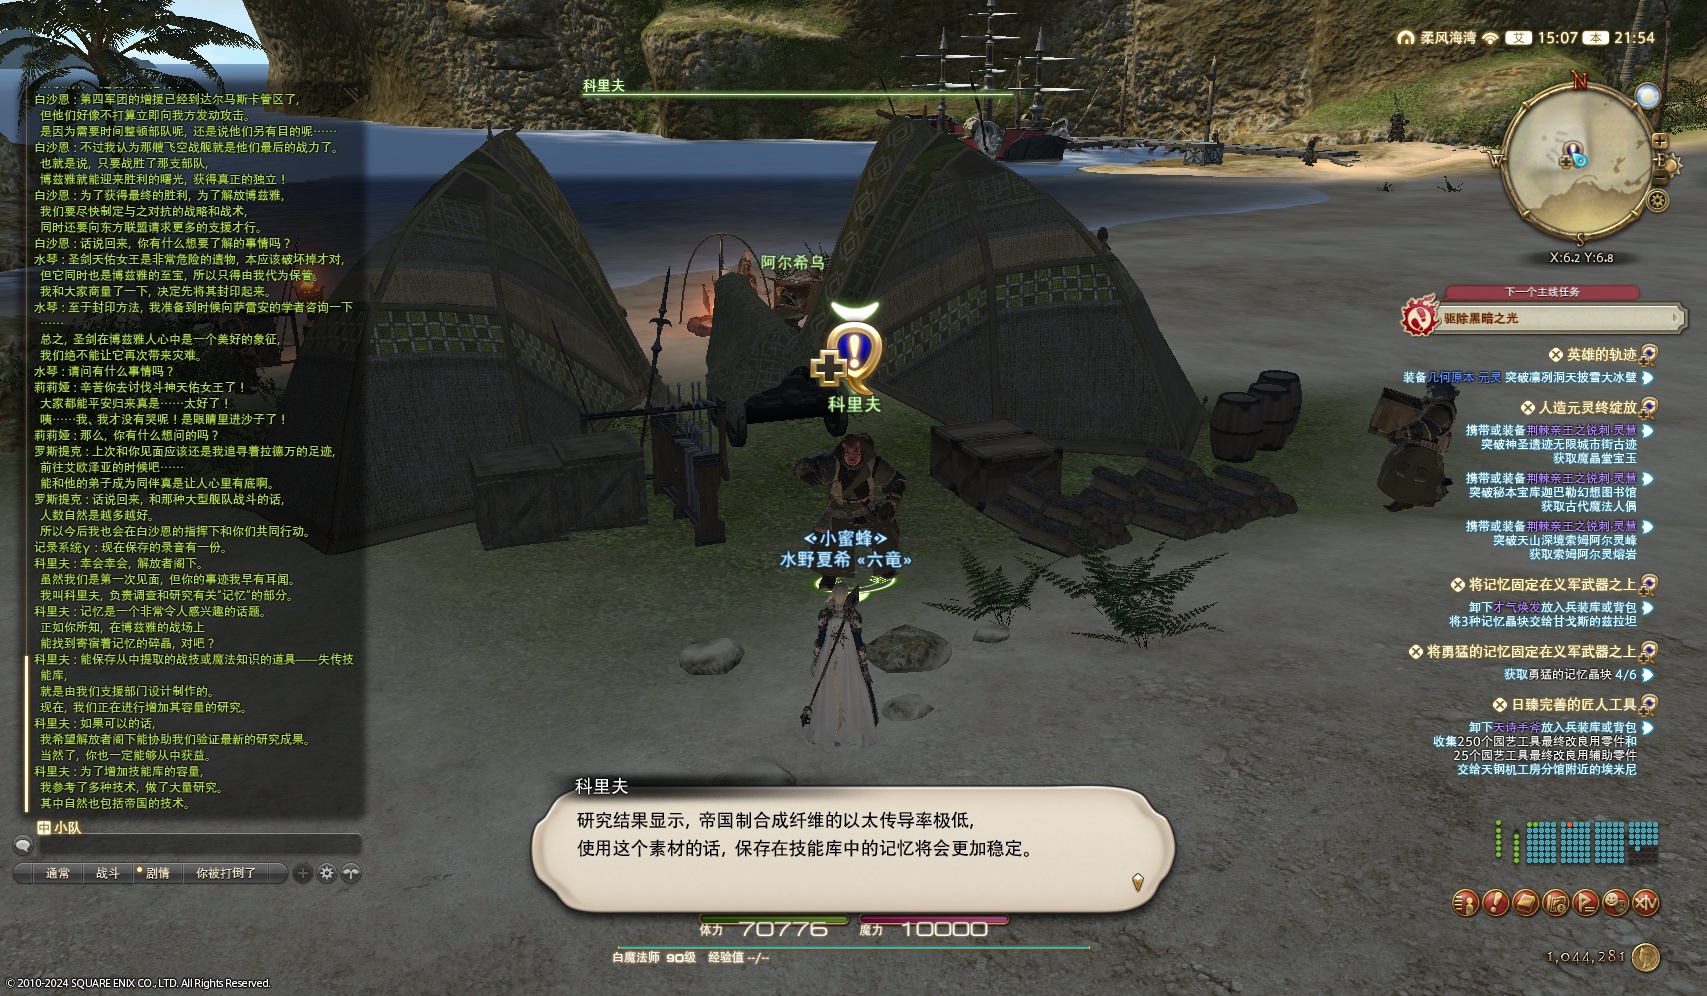 白沙恩：第四军团的增援已经到达尔马斯卡管区了，
但他们好像不打算立即向我方发动攻击。
是因为需要时间整顿部队呢，还是说他们另有目的呢……
白沙恩：不过我认为那艘飞空战舰就是他们最后的战力了。
也就是说，只要战胜了那支部队，
博兹雅就能迎来胜利的曙光，获得真正的独立！
白沙恩：为了获得最终的胜利，为了解放博兹雅，
我们要尽快制定与之对抗的战略和战术，
同时还要向东方联盟请求更多的支援才行。
白沙恩：话说回来，你有什么想要了解的事情吗？
水琴：圣剑天佑女王是非常危险的遗物，本应该破坏掉才对，
但它同时也是博兹雅的至宝，所以只得由我代为保管。
我和大家商量了一下，决定先将其封印起来。
水琴：至于封印方法，我准备到时候向萨雷安的学者咨询一下
……
总之，圣剑在博兹雅人心中是一个美好的象征，
我们绝不能让它再次带来灾难。
水琴：请问有什么事情吗？
莉莉娅：辛苦你去讨伐斗神天佑女王了！
大家都能平安归来真是……太好了！
咦……我、我才没有哭呢！是眼睛里进沙子了！
莉莉娅：那么，你有什么想问的吗？
罗斯提克：上次和你见面应该还是我追寻着拉德万的足迹，
前往艾欧泽亚的时候吧……
能和他的弟子成为同伴真是让人心里有底啊。
罗斯提克：话说回来，和那种大型舰队战斗的话，
人数自然是越多越好。
所以今后我也会在白沙恩的指挥下和你们共同行动。
记录系统γ：现在保存的录音有一份。
科里夫：幸会幸会，解放者阁下。
虽然我们是第一次见面，但你的事迹我早有耳闻。
我叫科里夫，负责调查和研究有关“记忆”的部分。
科里夫：记忆是一个非常令人感兴趣的话题。
正如你所知，在博兹雅的战场上
能找到寄宿着记忆的碎晶，对吧？
科里夫：能保存从中提取的战技或魔法知识的道具——失传技
能库，
就是由我们支援部门设计制作的。
现在，我们正在进行增加其容量的研究。
科里夫：如果可以的话，
我希望解放者阁下能协助我们验证最新的研究成果。
当然了，你也一定能够从中获益。
科里夫：为了增加技能库的容量，
我参考了多种技术，做了大量研究。
其中自然也包括帝国的技术。
小队
通常 战斗 剧情 你被打倒了
© 2010-2024 SQUARE ENIX CO., LTD. All Rights Reserved.
科里夫
阿尔希乌
科里夫
小蜜蜂
水野夏希 «六竜»
科里夫
研究结果显示，帝国制合成纤维的以太传导率极低，
使用这个素材的话，保存在技能库中的记忆将会更加稳定。
体力 70776 魔力 10000
白魔法师 90级 经验值 --/--
柔风海湾 艾 15:07 本 21:54
N
W
E
S
X:6.2 Y:6.8
下一个主线任务
驱除黑暗之光
英雄的轨迹
装备几何原本·元灵 突破凛冽洞天披雪大冰壁
人造元灵终绽放
携带或装备荆棘亲王之锐刺·灵慧
突破神圣遗迹无限城市街古迹
获取魔晶堂宝玉
携带或装备荆棘亲王之锐刺·灵慧
突破秘本宝库迦巴勒幻想图书馆
获取古代魔法人偶
携带或装备荆棘亲王之锐刺·灵慧
突破天山深境索姆阿尔灵峰
获取索姆阿尔灵熔岩
将记忆固定在义军武器之上
卸下才气焕发放入兵装库或背包
将3种记忆晶块交给甘戈斯的兹拉坦
将勇猛的记忆固定在义军武器之上
获取勇猛的记忆晶块 4/6
日臻完善的匠人工具
卸下天诗手斧放入兵装库或背包
收集250个园艺工具最终改良用零件和
25个园艺工具最终改良用辅助零件
交给天钢机工房分馆附近的埃米尼
XIV
1,044,281